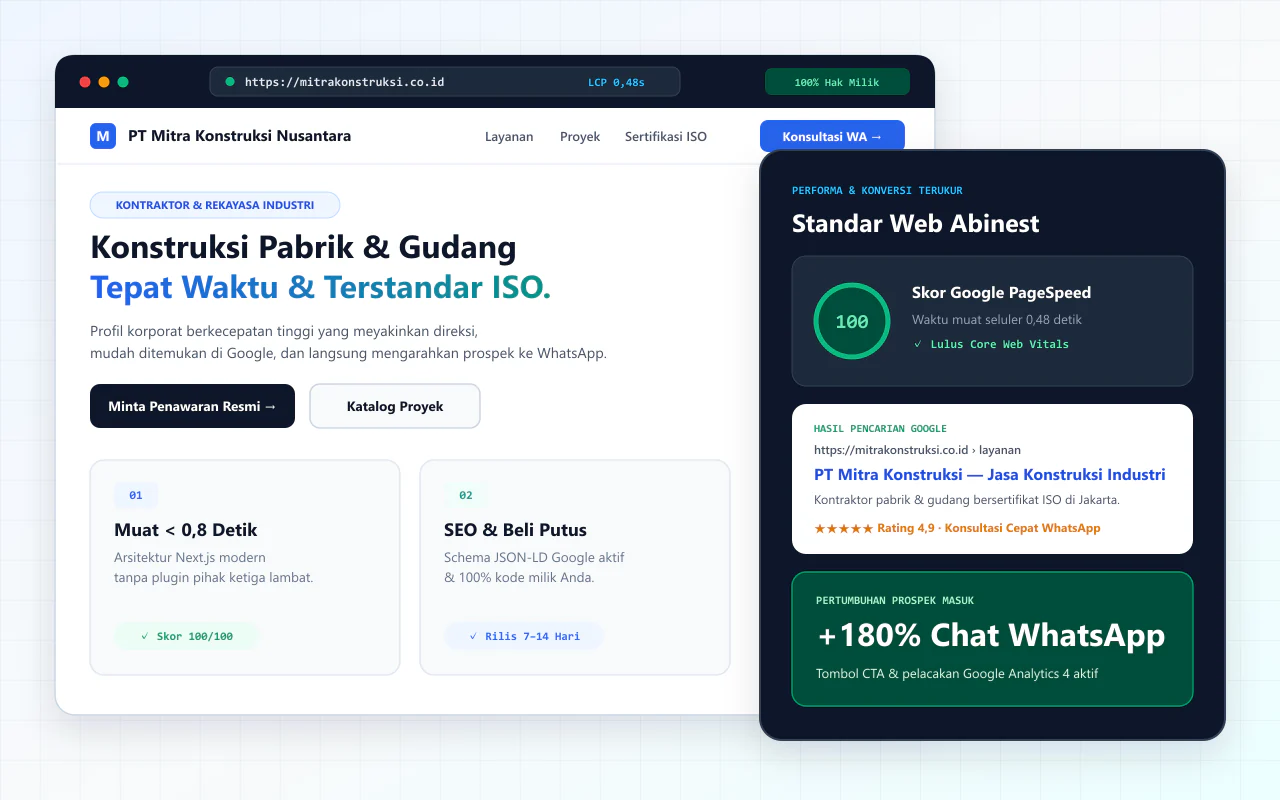 https://mitrakonstruksi.co.id
LCP 0,48s
100% Hak Milik
M
PT Mitra Konstruksi Nusantara
Layanan
Proyek
Sertifikasi ISO
Konsultasi WA →
KONTRAKTOR & REKAYASA INDUSTRI
Konstruksi Pabrik & Gudang
Tepat Waktu & Terstandar ISO.
Profil korporat berkecepatan tinggi yang meyakinkan direksi,
mudah ditemukan di Google, dan langsung mengarahkan prospek ke WhatsApp.
Minta Penawaran Resmi →
Katalog Proyek
01
Muat < 0,8 Detik
Arsitektur Next.js modern
tanpa plugin pihak ketiga lambat.
✓ Skor 100/100
02
SEO & Beli Putus
Schema JSON-LD Google aktif
& 100% kode milik Anda.
✓ Rilis 7–14 Hari
PERFORMA & KONVERSI TERUKUR
Standar Web Abinest
100
Skor Google PageSpeed
Waktu muat seluler 0,48 detik
✓ Lulus Core Web Vitals
HASIL PENCARIAN GOOGLE
https://mitrakonstruksi.co.id › layanan
PT Mitra Konstruksi — Jasa Konstruksi Industri
Kontraktor pabrik & gudang bersertifikat ISO di Jakarta.
★★★★★ Rating 4,9 · Konsultasi Cepat WhatsApp
PERTUMBUHAN PROSPEK MASUK
+180% Chat WhatsApp
Tombol CTA & pelacakan Google Analytics 4 aktif